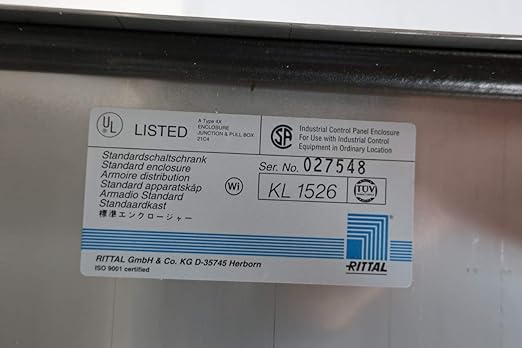 UL
LISTED
A Type 4X
ENCLOSURE
JUNCTION & PULL BOX
21C4
SA
Industrial Control Panel Enclosure
For Use with Industrial Control
Equipment in Ordinary Location
Standardschaltschrank
Standard enclosure
Armoire distribution
Standard apparatskåp
Armadio Standard
Standaardkast
標準エンクロージャー
Wi
Ser. No. 027548
KL 1526
TÜV
RITTAL
RITTAL GmbH & Co. KG D-35745 Herborn
ISO 9001 certified